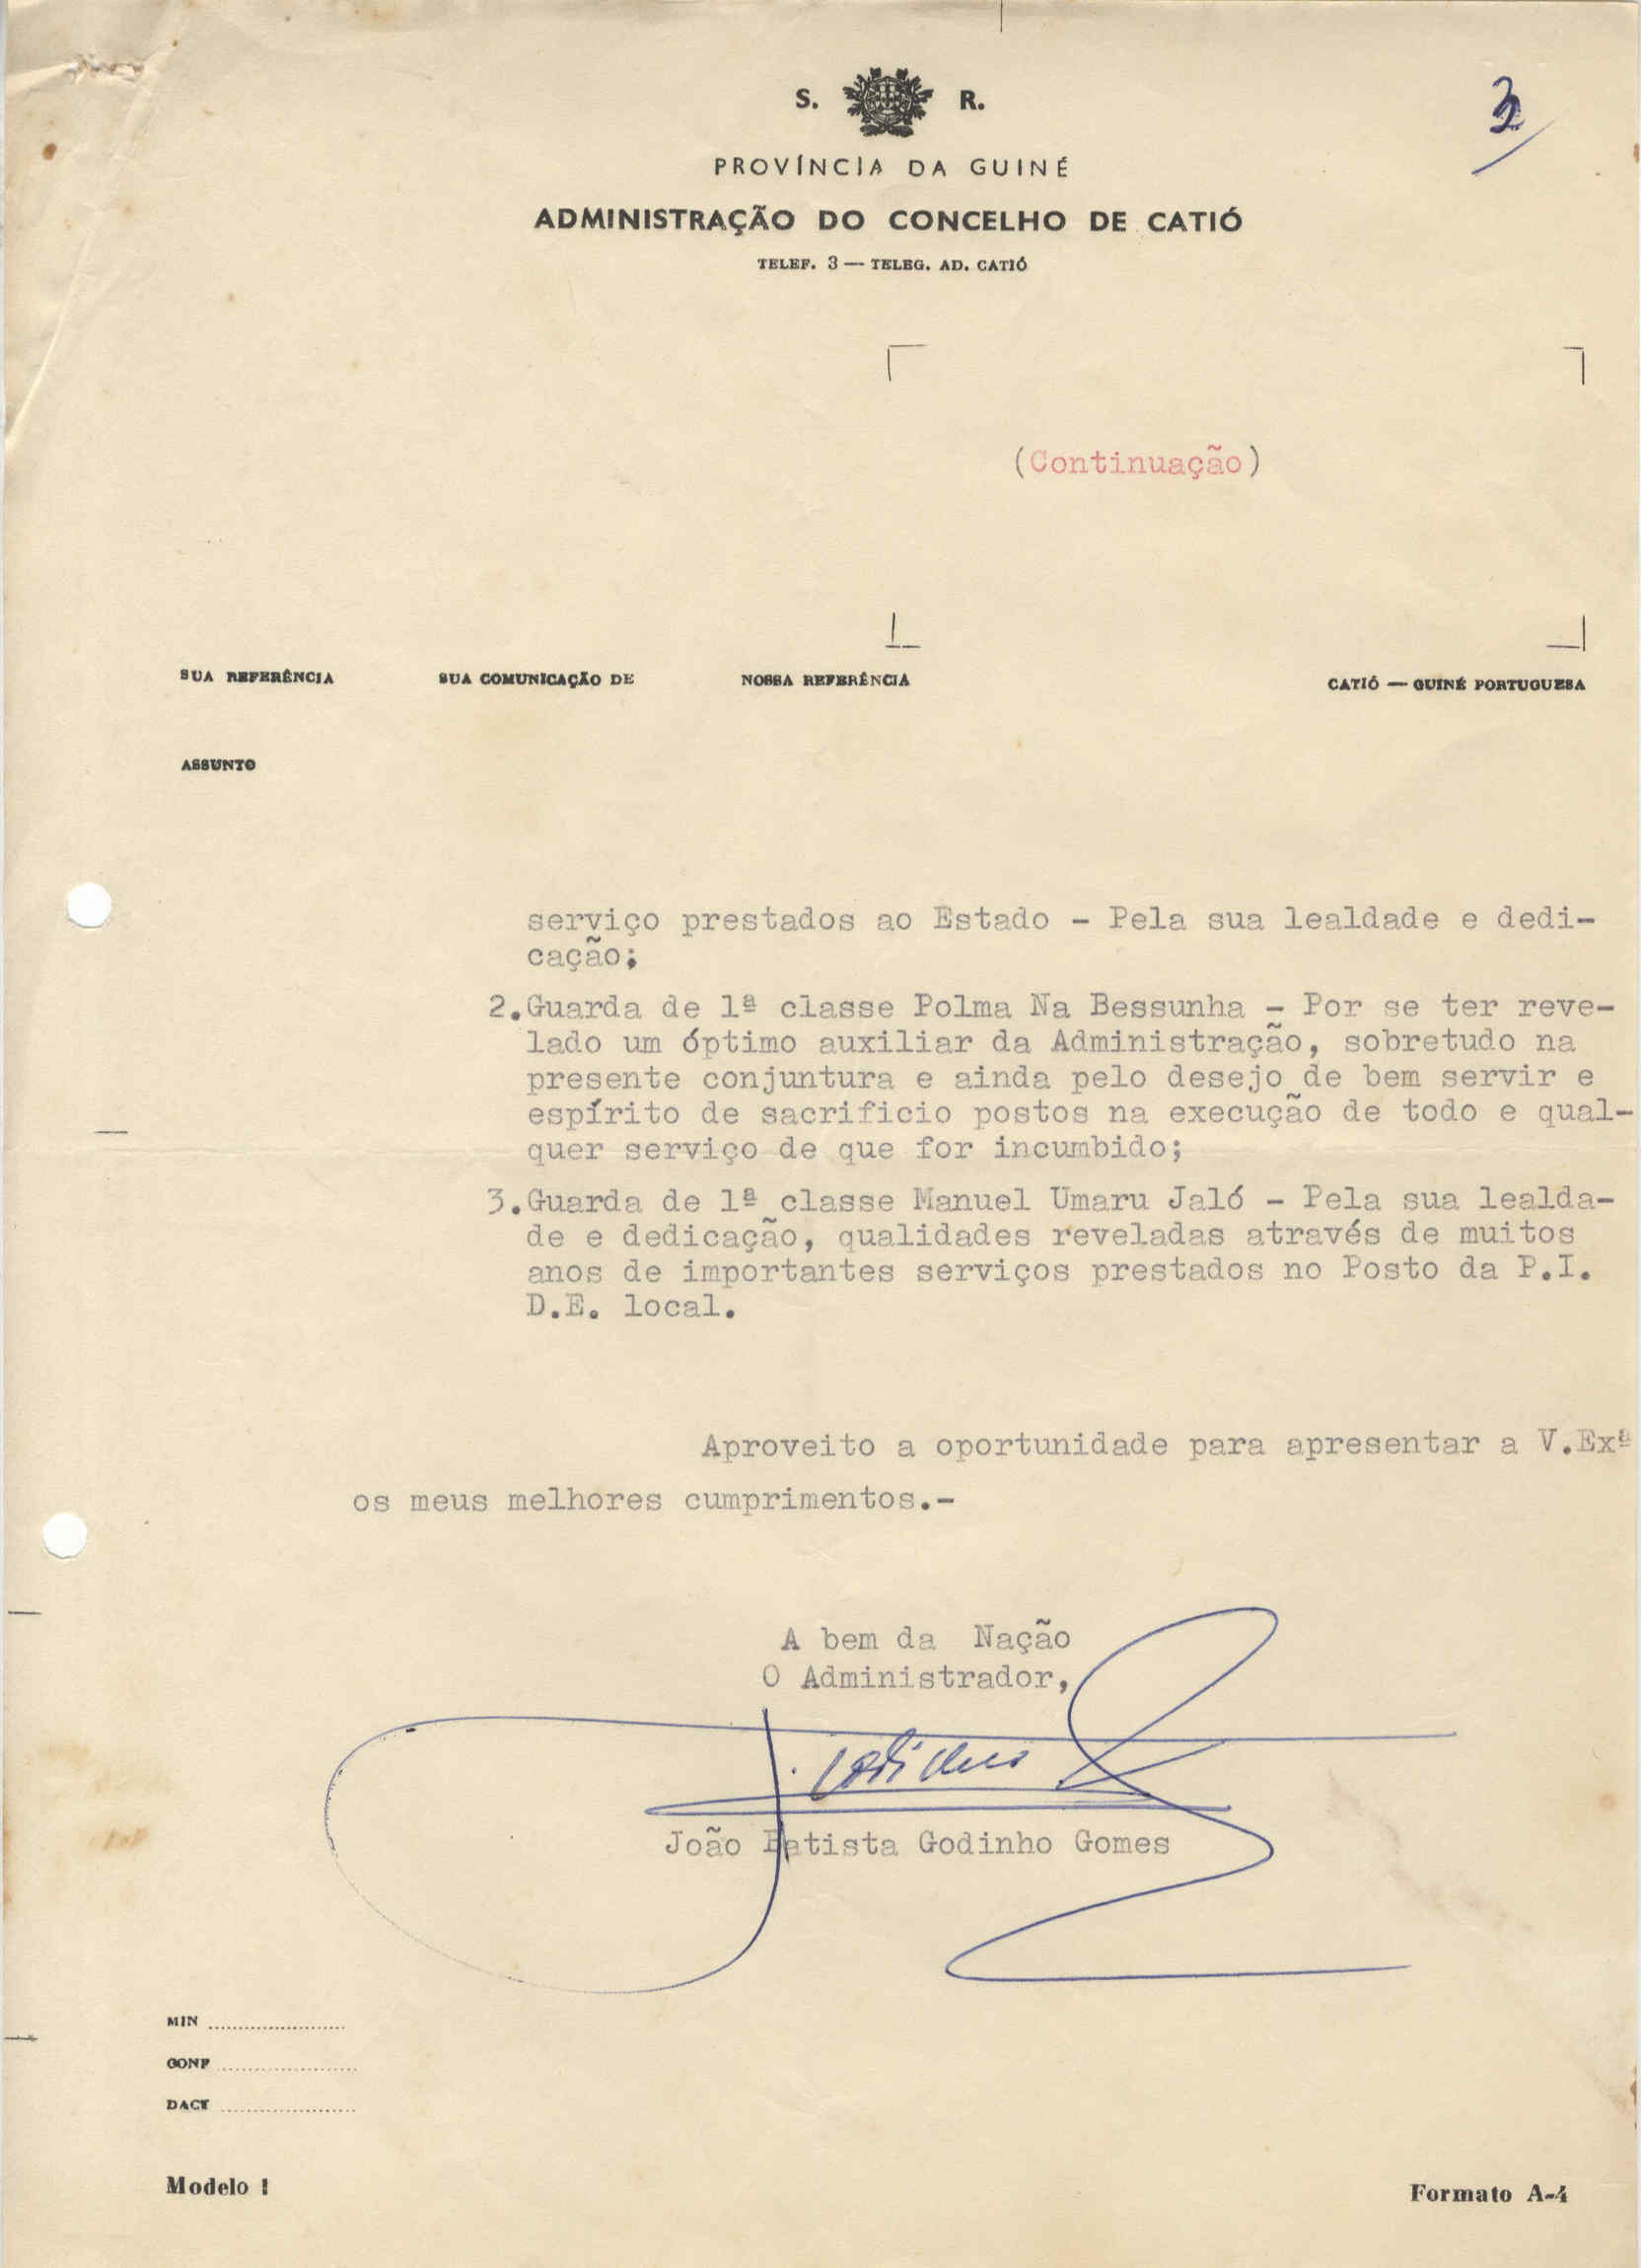 S. R.
3
PROVÍNCIA DA GUINÉ
ADMINISTRAÇÃO DO CONCELHO DE CATIÓ
TELEF. 3 — TELEG. AD. CATIÓ
(Continuação)
SUA REFERÊNCIA SUA COMUNICAÇÃO DE NOSSA REFERÊNCIA CATIÓ — GUINÉ PORTUGUESA
ASSUNTO
serviço prestados ao Estado - Pela sua lealdade e dedi-
cação;
2.Guarda de 1ª classe Polma Na Bessunha - Por se ter reve-
lado um óptimo auxiliar da Administração, sobretudo na
presente conjuntura e ainda pelo desejo de bem servir e
espírito de sacrificio postos na execução de todo e qual-
quer serviço de que for incumbido;
3.Guarda de 1ª classe Manuel Umaru Jaló - Pela sua lealda-
de e dedicação, qualidades reveladas através de muitos
anos de importantes serviços prestados no Posto da P.I.
D.E. local.
Aproveito a oportunidade para apresentar a V.Exª
os meus melhores cumprimentos.-
A bem da Nação
O Administrador,
João Batista Godinho Gomes
MIN
CONF
DACT
Modelo 1
Formato A-4